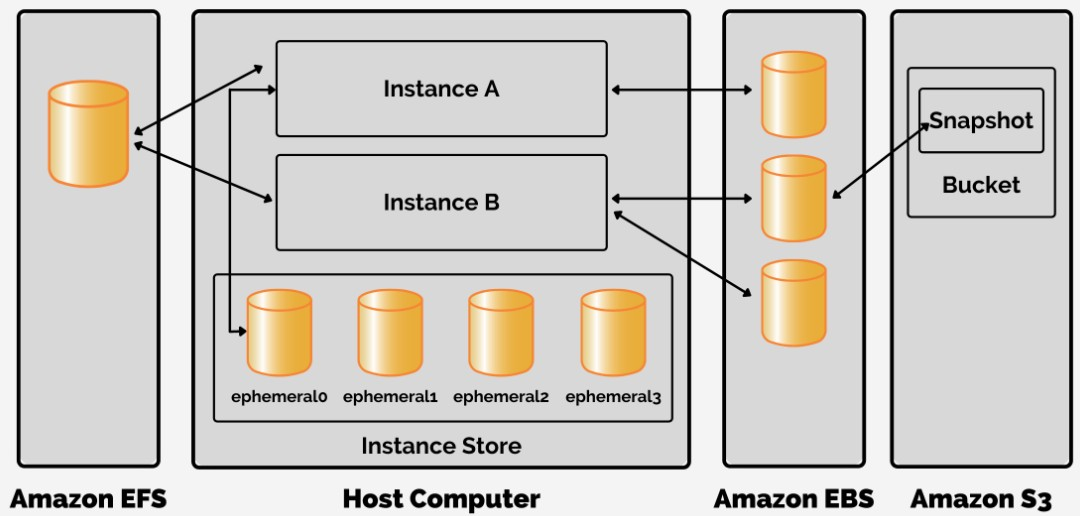 Instance A
Instance B
ephemeral0
ephemeral1
ephemeral2
ephemeral3
Instance Store
Snapshot
Bucket
Amazon EFS
Host Computer
Amazon EBS
Amazon S3